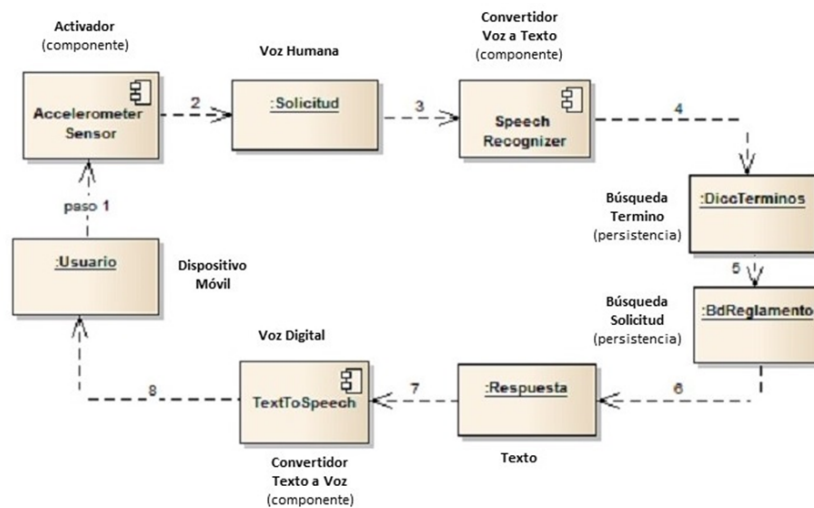 Activador
(componente)
Accelerometer
Sensor
2
Voz Humana
:Solicitud
3
Convertidor
Voz a Texto
(componente)
Speech
Recognizer
4
Búsqueda
Termino
(persistencia)
:DiccTerminos
5
Búsqueda
Solicitud
(persistencia)
:BdReglamento
6
:Respuesta
Texto
7
Voz Digital
TextToSpeech
Convertidor
Texto a Voz
(componente)
8
:Usuario
Dispositivo
Móvil
paso 1